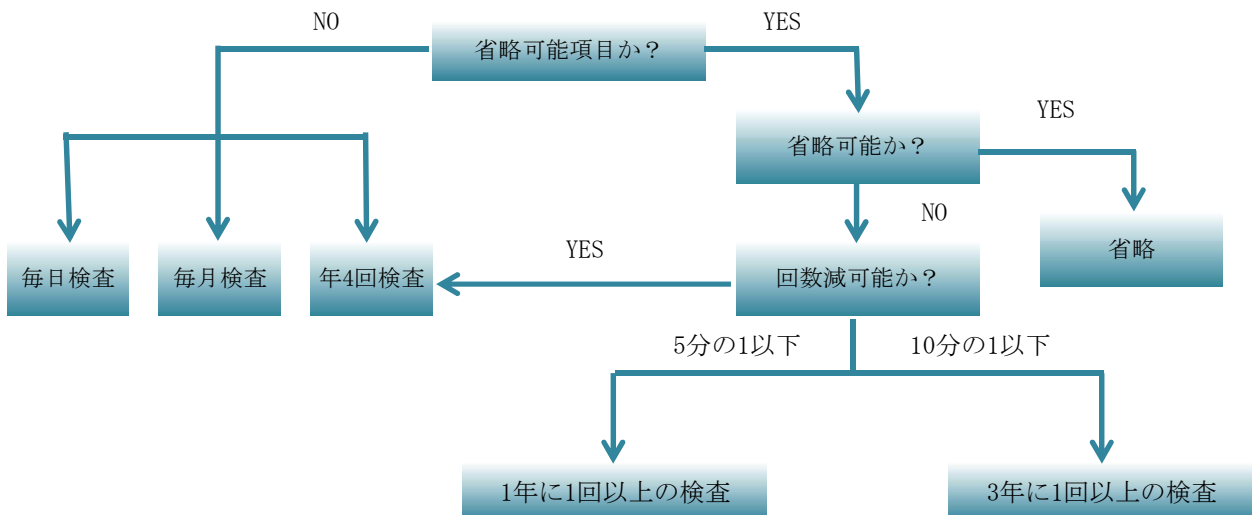 NO
YES
省略可能項目か？
YES
省略可能か？
NO
省略
YES
毎日検査
毎月検査
年4回検査
回数減可能か？
5分の1以下
10分の1以下
1年に1回以上の検査
3年に1回以上の検査